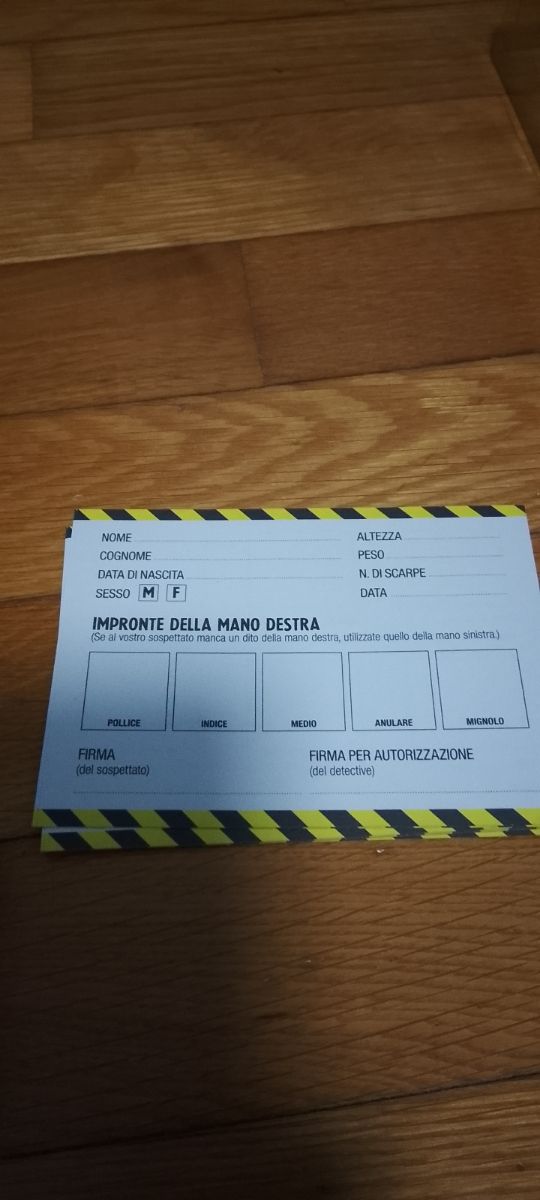 NOME
COGNOME
DATA DI NASCITA
SESSO M F
ALTEZZA
PESO
N. DI SCARPE
DATA
IMPRONTE DELLA MANO DESTRA
(Se al vostro sospettato manca un dito della mano destra, utilizzate quello della mano sinistra.)
POLLICE INDICE MEDIO ANULARE MIGNOLO
FIRMA
(del sospettato)
FIRMA PER AUTORIZZAZIONE
(del detective)